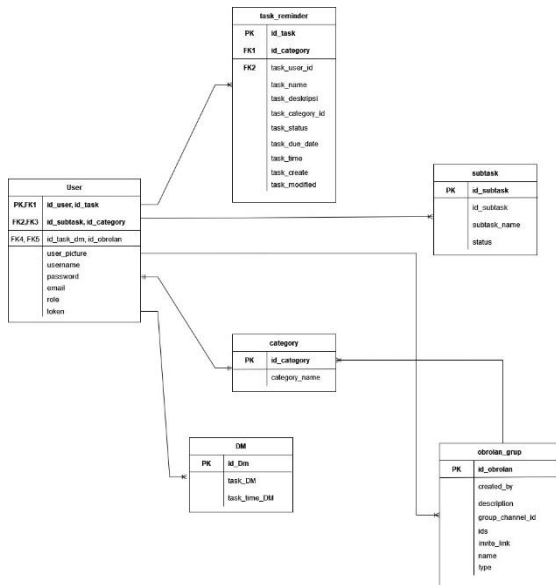 task_reminder
PK id_task
FK1 id_category
FK2 task_user_id
task_name
task_deskripsi
task_category_id
task_status
task_due_date
task_time
task_create
task_modified
subtask
PK id_subtask
id_subtask
subtask_name
status
User
PK,FK1 id_user, id_task
FK2,FK3 id_subtask, id_category
FK4, FK5 id_task_dm, id_obrolan
user_picture
username
password
email
role
token
category
PK id_category
category_name
DM
PK id_Dm
task_DM
task_time_DM
obrolan_grup
PK id_obrolan
created_by
description
group_channel_id
ids
invite_link
name
type